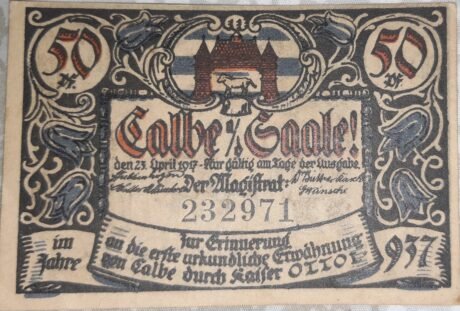 50 Pf. 50 Pf.
Calbe ⁰/S Saale!
den 23. April 1917 - Nur gültig am Tage der Ausgabe.
Der Magistrat:
232971
im Jahre
zur Erinnerung
an die erste urkundliche Erwähnung
von Calbe durch Kaiser OTTO I.
937